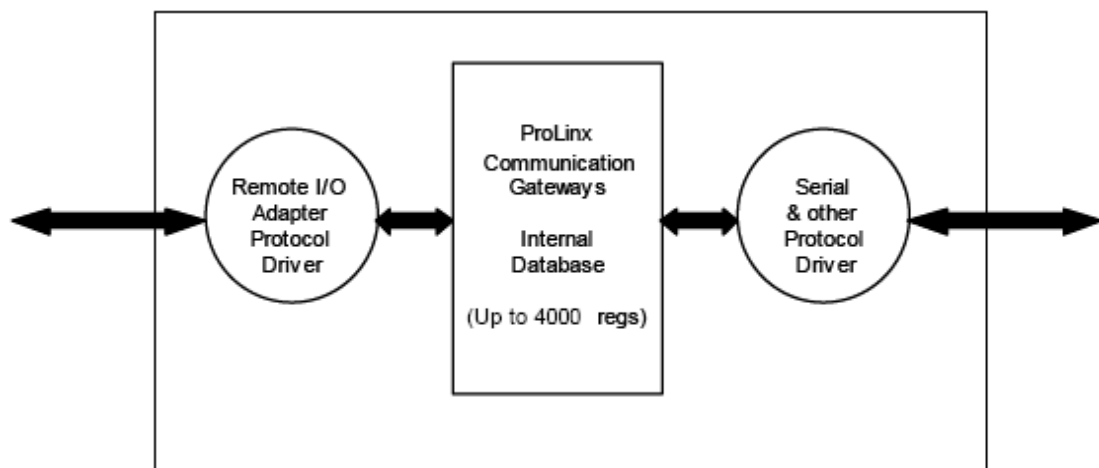 Remote I/O
Adapter
Protocol
Driver
ProLinx
Communication
Gateways
Internal
Database
(Up to 4000 regs)
Serial
& other
Protocol
Driver